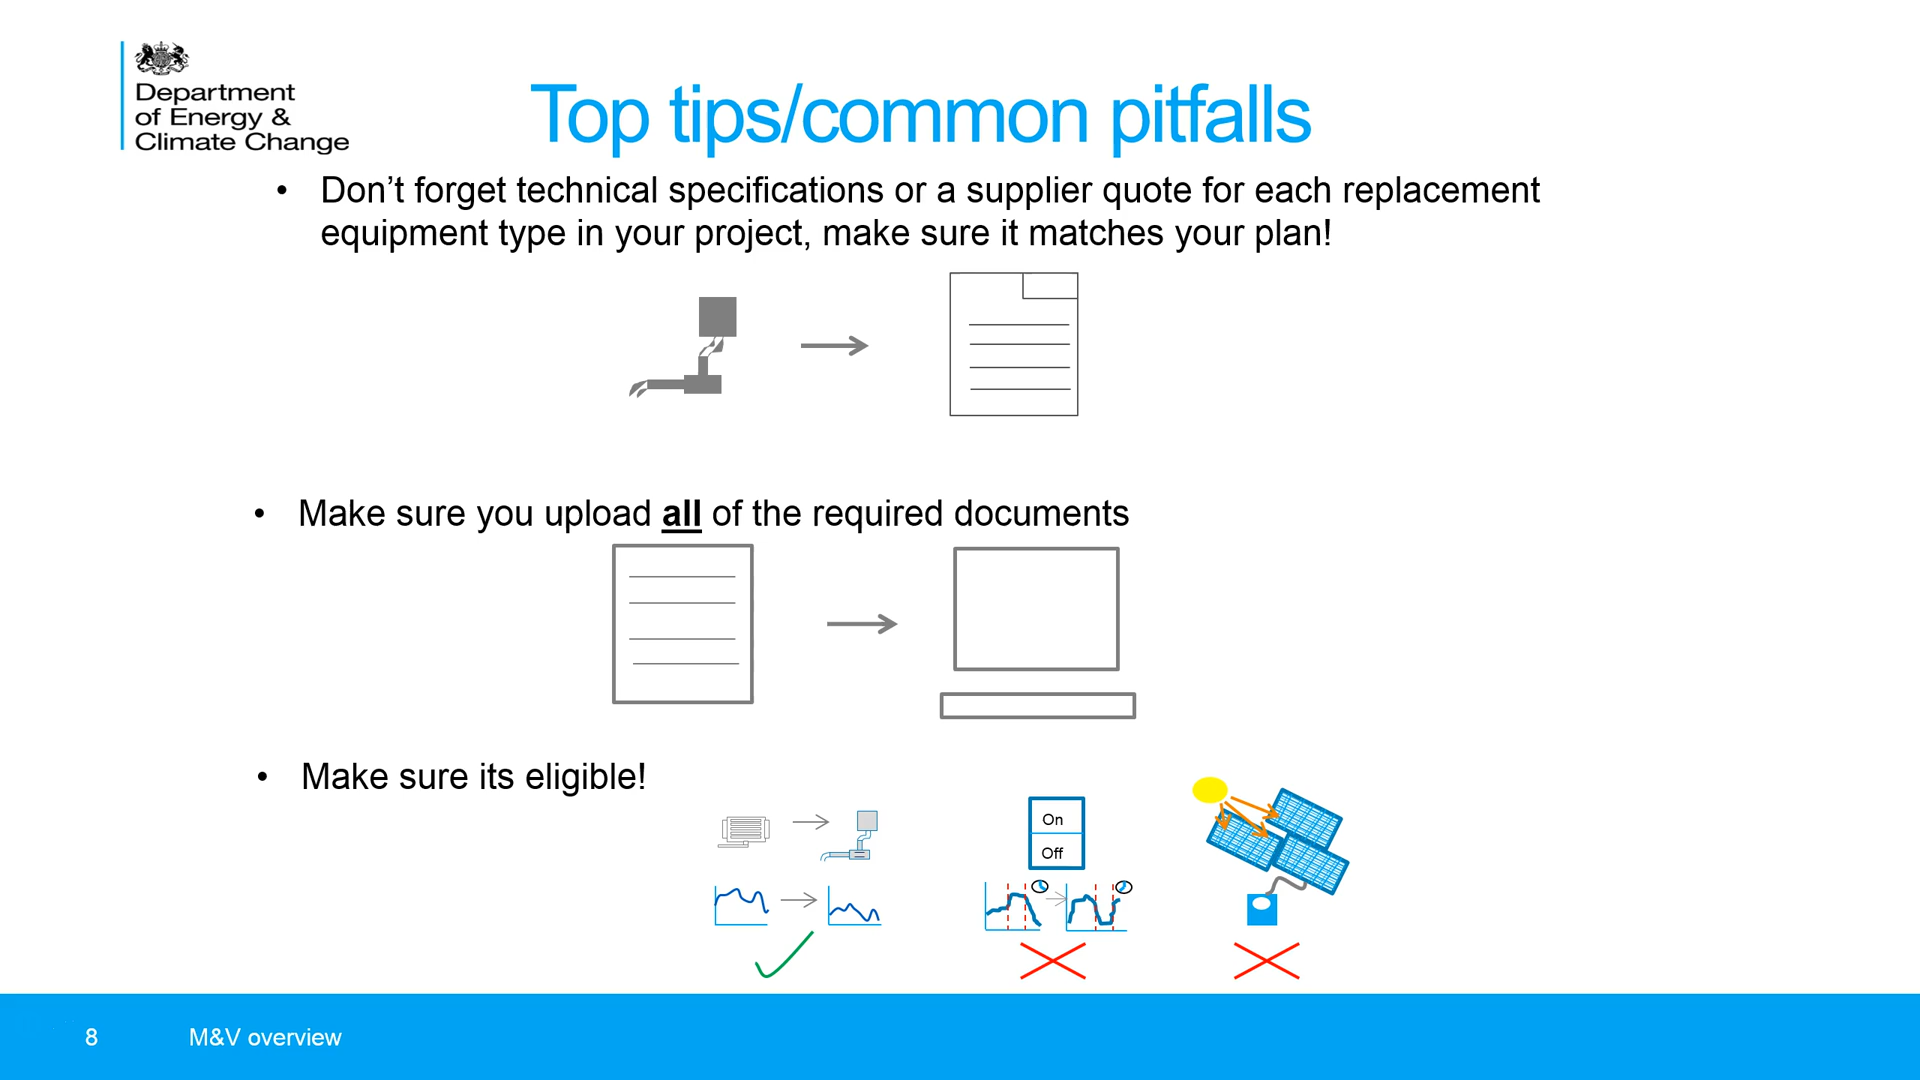 Department
of Energy &
Climate Change
Top tips/common pitfalls
• Don’t forget technical specifications or a supplier quote for each replacement
equipment type in your project, make sure it matches your plan!
• Make sure you upload all of the required documents
• Make sure its eligible!
On
Off
8 M&V overview